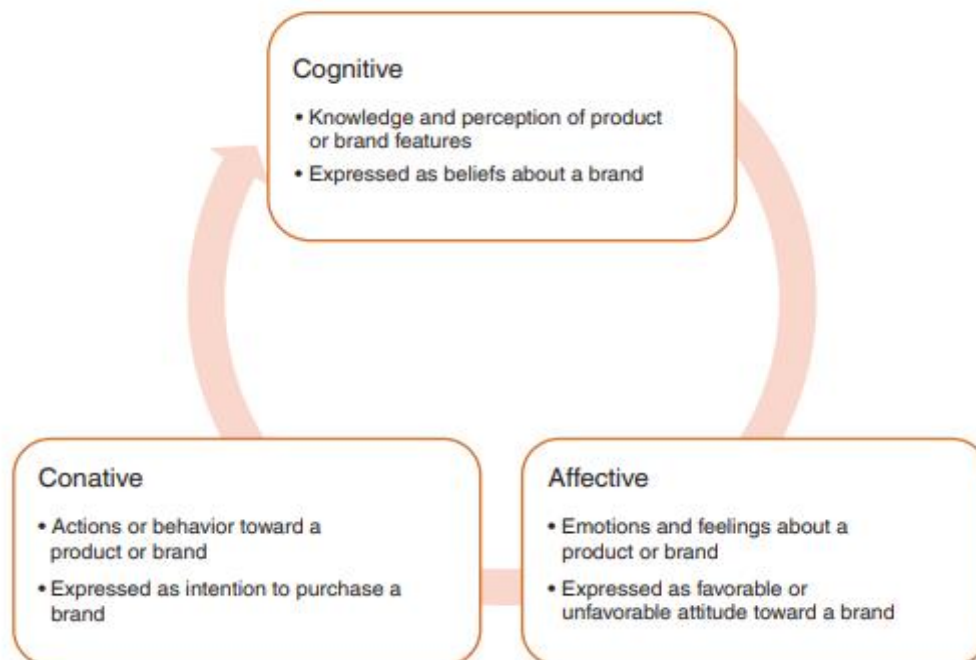 Cognitive
• Knowledge and perception of product
or brand features
• Expressed as beliefs about a brand
Conative
• Actions or behavior toward a
product or brand
• Expressed as intention to purchase a
brand
Affective
• Emotions and feelings about a
product or brand
• Expressed as favorable or
unfavorable attitude toward a brand